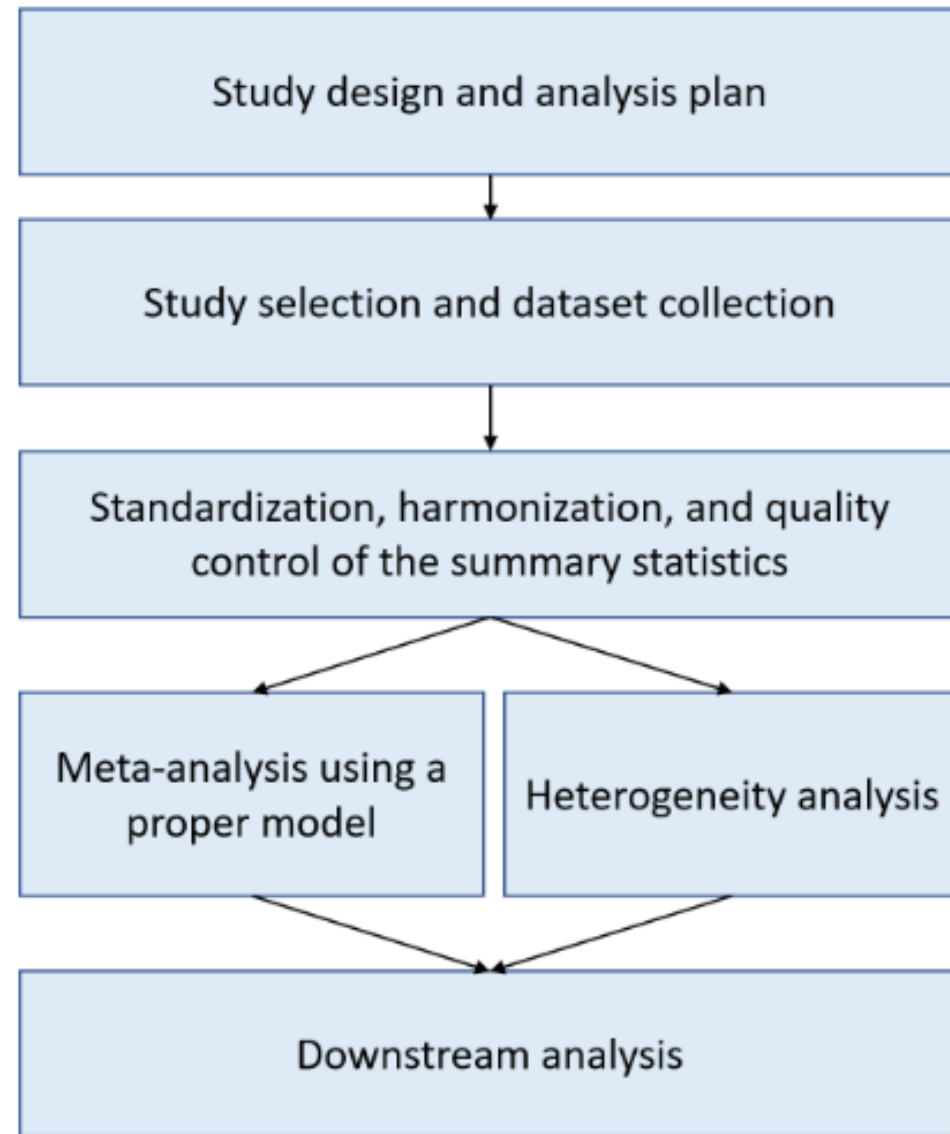 Study design and analysis plan
Study selection and dataset collection
Standardization, harmonization, and quality
control of the summary statistics
Meta-analysis using a
proper model
Heterogeneity analysis
Downstream analysis